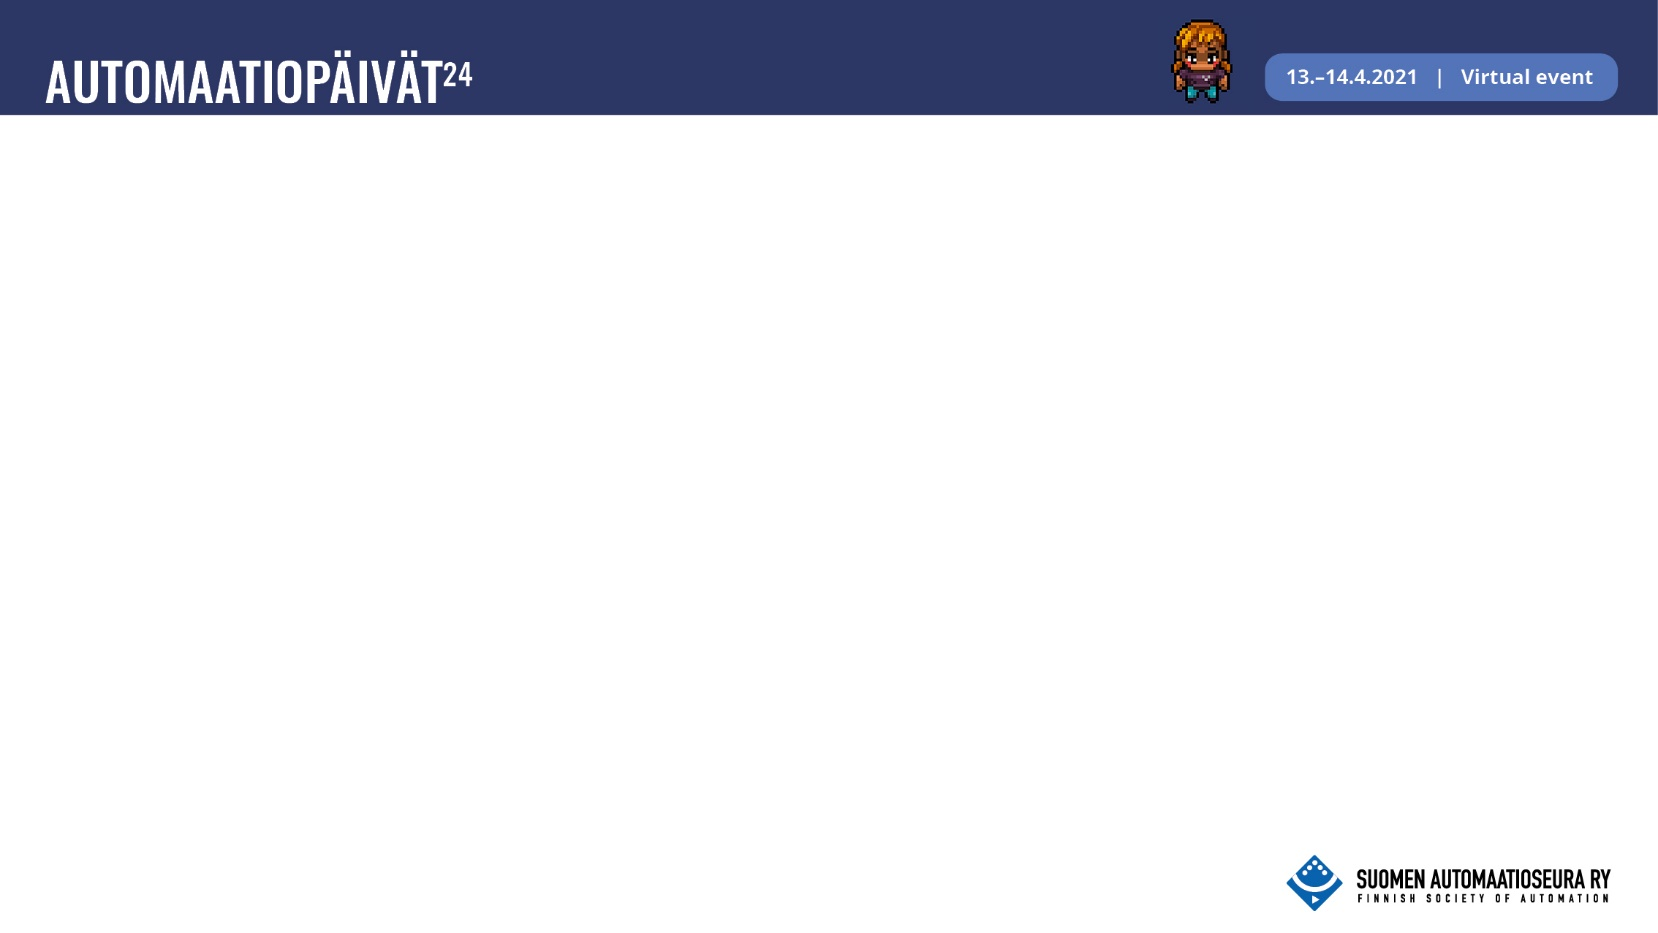 AUTOMAATIOPÄIVÄT24
13.–14.4.2021 | Virtual event
SUOMEN AUTOMAATIOSEURA RY
FINNISH SOCIETY OF AUTOMATION